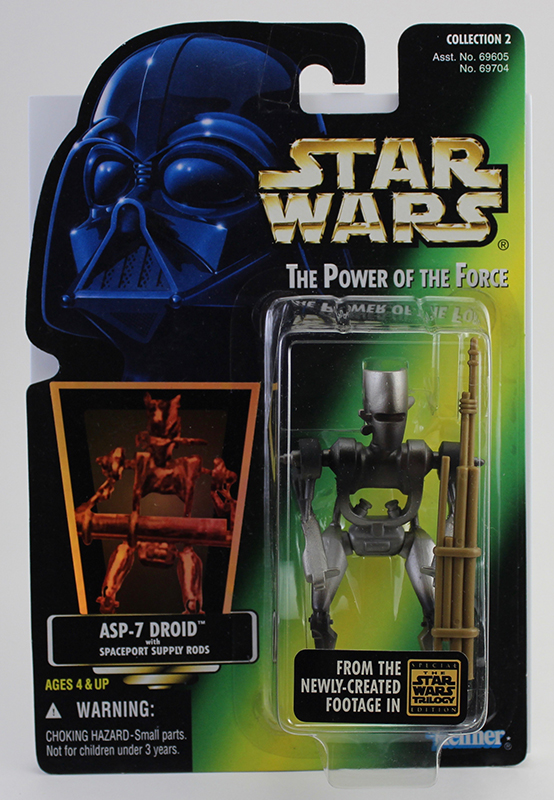 COLLECTION 2
Asst. No. 69605
No. 69704
STAR
WARS®
THE POWER OF THE FORCE
ASP-7 DROID™
with
SPACEPORT SUPPLY RODS
AGES 4 & UP
WARNING:
CHOKING HAZARD-Small parts.
Not for children under 3 years.
FROM THE
NEWLY-CREATED
FOOTAGE IN
SPECIAL
THE
STAR
WARS
TRILOGY
EDITION
Kenner®